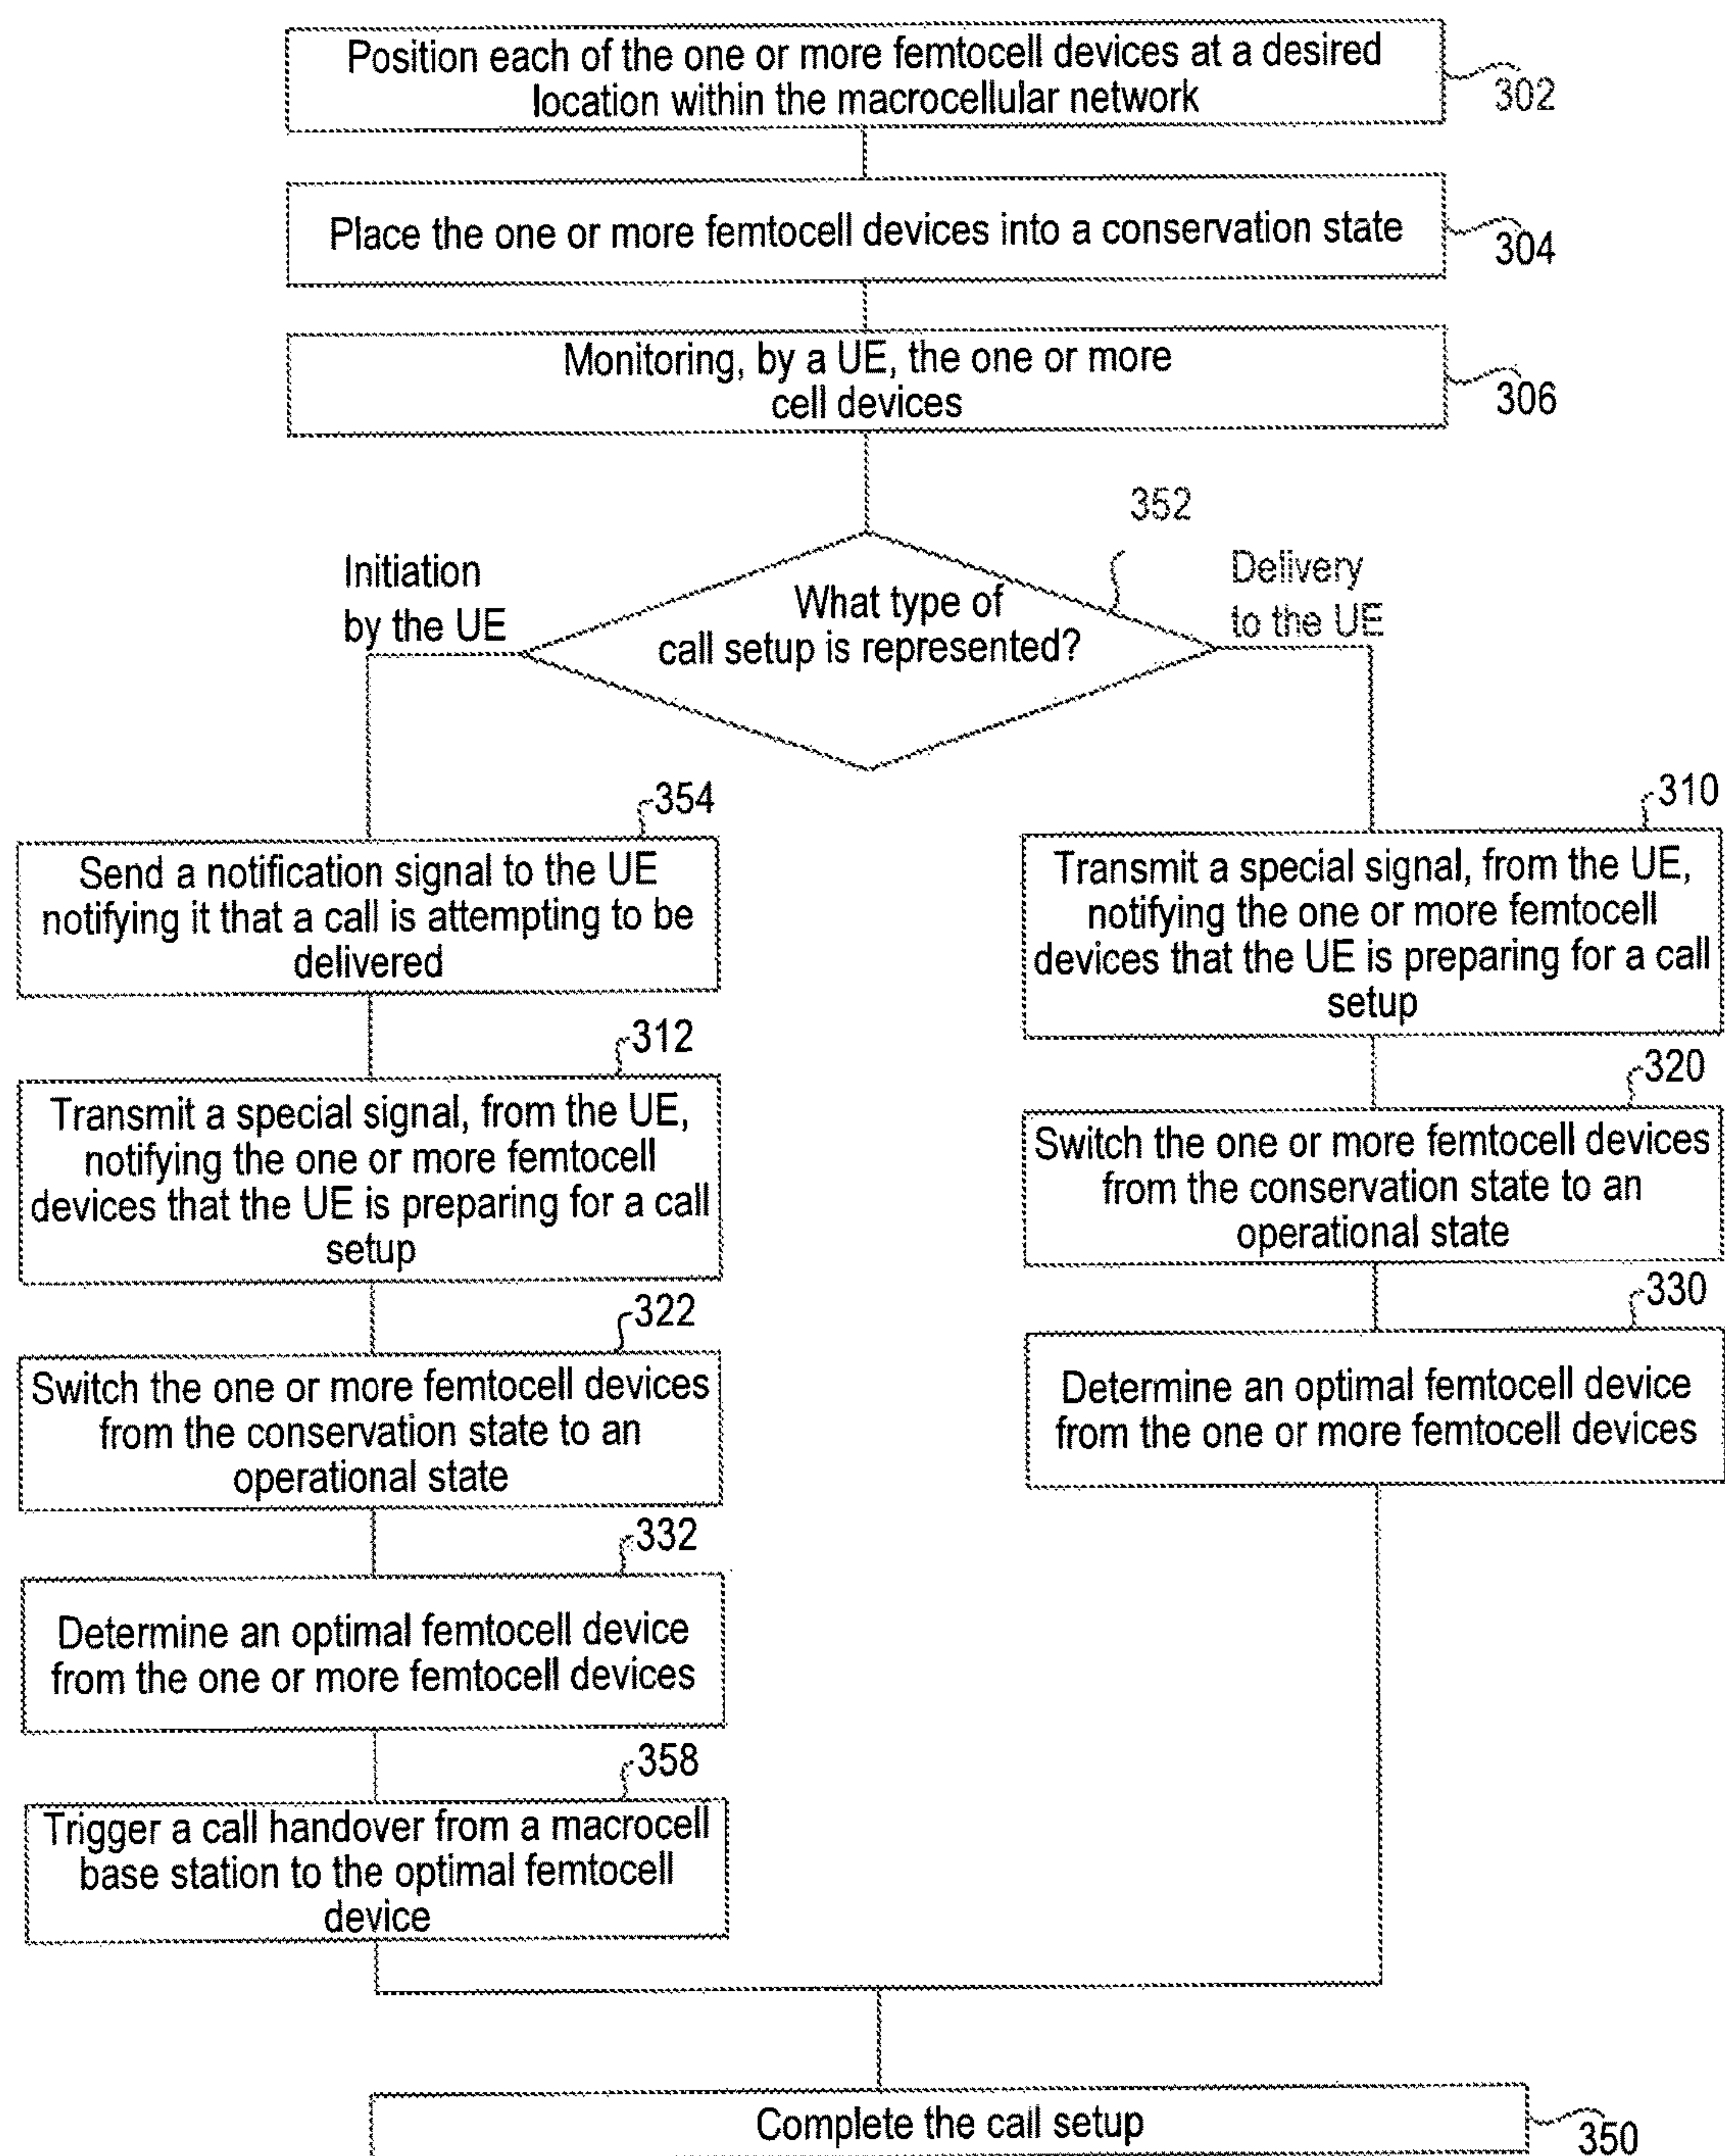 Position each of the one or more femtocell devices at a desired
location within the macrocellular network
302
Place the one or more femtocell devices into a conservation state
304
Monitoring, by a UE, the one or more
cell devices
306
352
Initiation
by the UE
What type of
call setup is represented?
Delivery
to the UE
354
Send a notification signal to the UE
notifying it that a call is attempting to be
delivered
312
Transmit a special signal, from the UE,
notifying the one or more femtocell
devices that the UE is preparing for a call
setup
322
Switch the one or more femtocell devices
from the conservation state to an
operational state
332
Determine an optimal femtocell device
from the one or more femtocell devices
358
Trigger a call handover from a macrocell
base station to the optimal femtocell
device
310
Transmit a special signal, from the UE,
notifying the one or more femtocell
devices that the UE is preparing for a call
setup
320
Switch the one or more femtocell devices
from the conservation state to an
operational state
330
Determine an optimal femtocell device
from the one or more femtocell devices
Complete the call setup
350